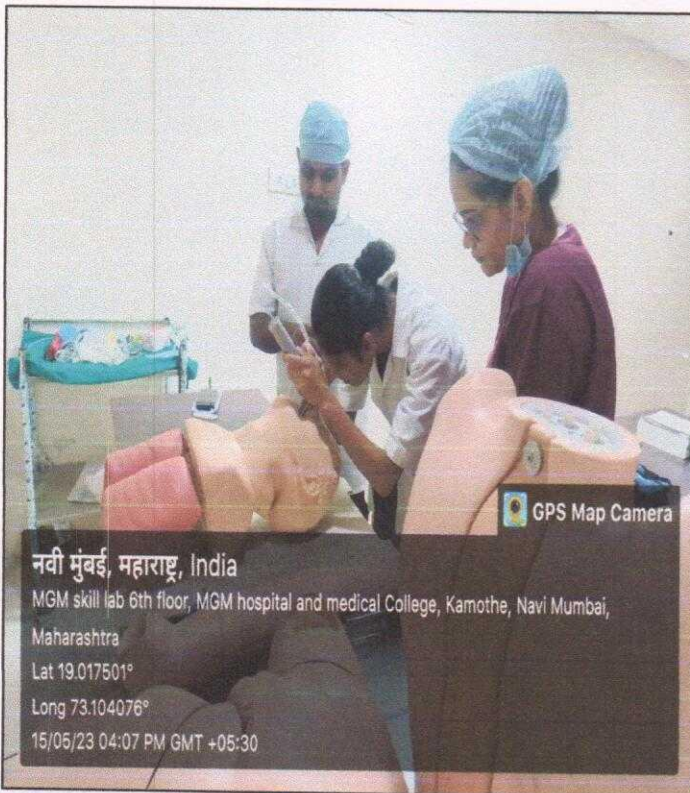 GPS Map Camera
नवी मुंबई, महाराष्ट्र, India
MGM skill lab 6th floor, MGM hospital and medical College, Kamothe, Navi Mumbai,
Maharashtra
Lat 19.017501°
Long 73.104076°
15/05/23 04:07 PM GMT +05:30